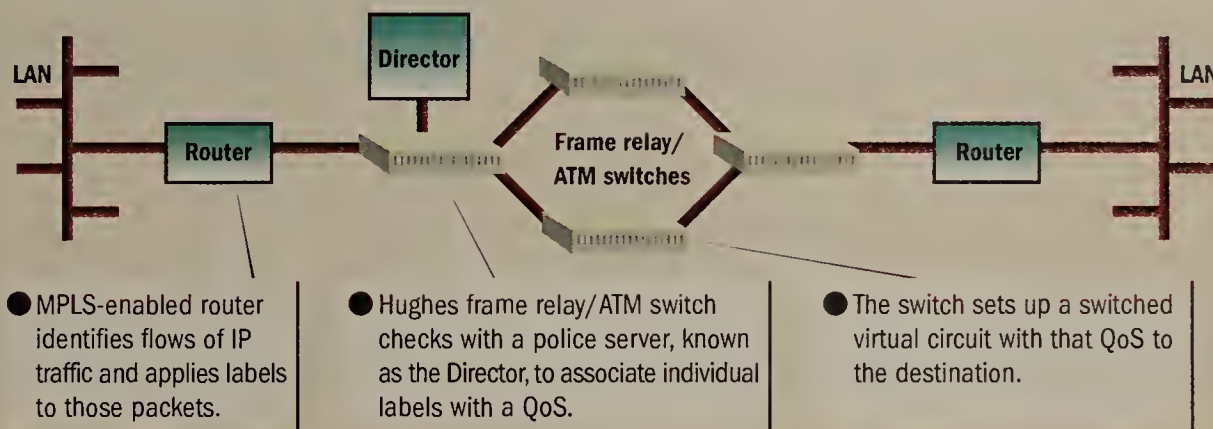 LAN
Director
Router
Frame relay/
ATM switches
Router
LAN
● MPLS-enabled router
identifies flows of IP
traffic and applies labels
to those packets.
● Hughes frame relay/ATM switch
checks with a police server, known
as the Director, to associate individual
labels with a QoS.
● The switch sets up a switched
virtual circuit with that QoS to
the destination.